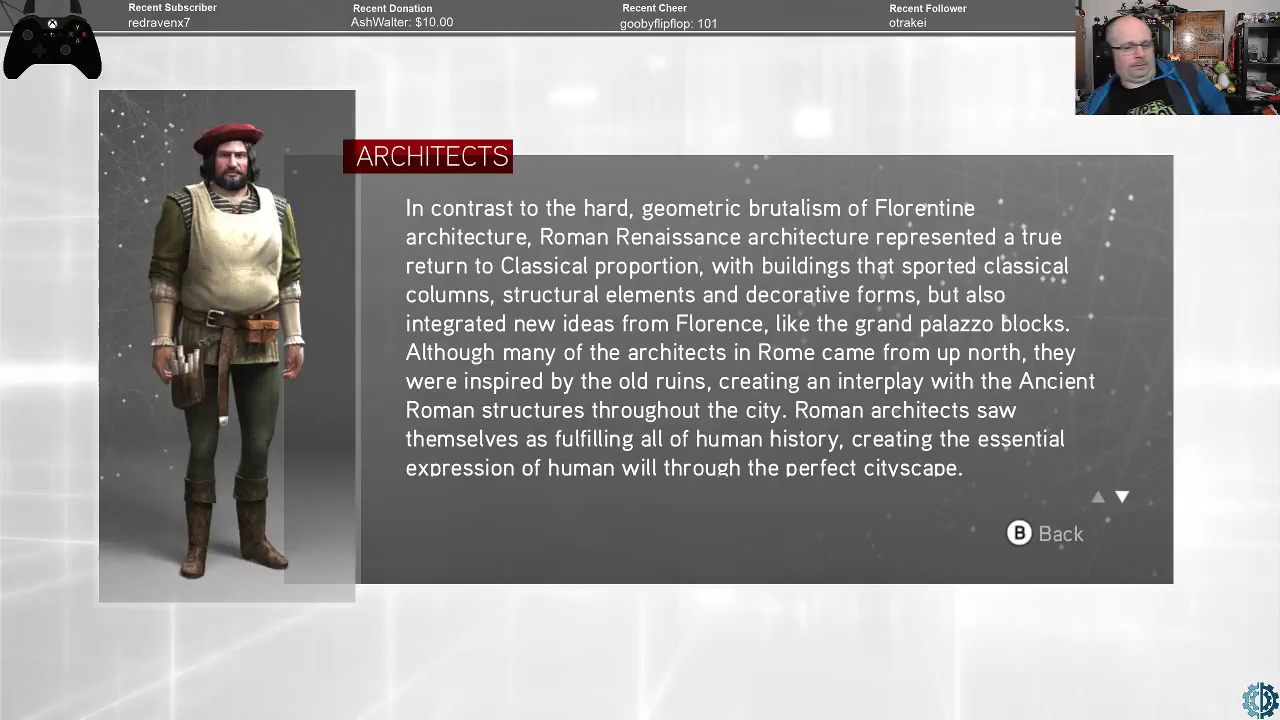 Recent Subscriber
redravenx7
Recent Donation
AshWalter: $10.00
Recent Cheer
goobyflipflop: 101
Recent Follower
otrakei
ARCHITECTS
In contrast to the hard, geometric brutalism of Florentine
architecture, Roman Renaissance architecture represented a true
return to Classical proportion, with buildings that sported classical
columns, structural elements and decorative forms, but also
integrated new ideas from Florence, like the grand palazzo blocks.
Although many of the architects in Rome came from up north, they
were inspired by the old ruins, creating an interplay with the Ancient
Roman structures throughout the city. Roman architects saw
themselves as fulfilling all of human history, creating the essential
expression of human will through the perfect cityscape.
B Back